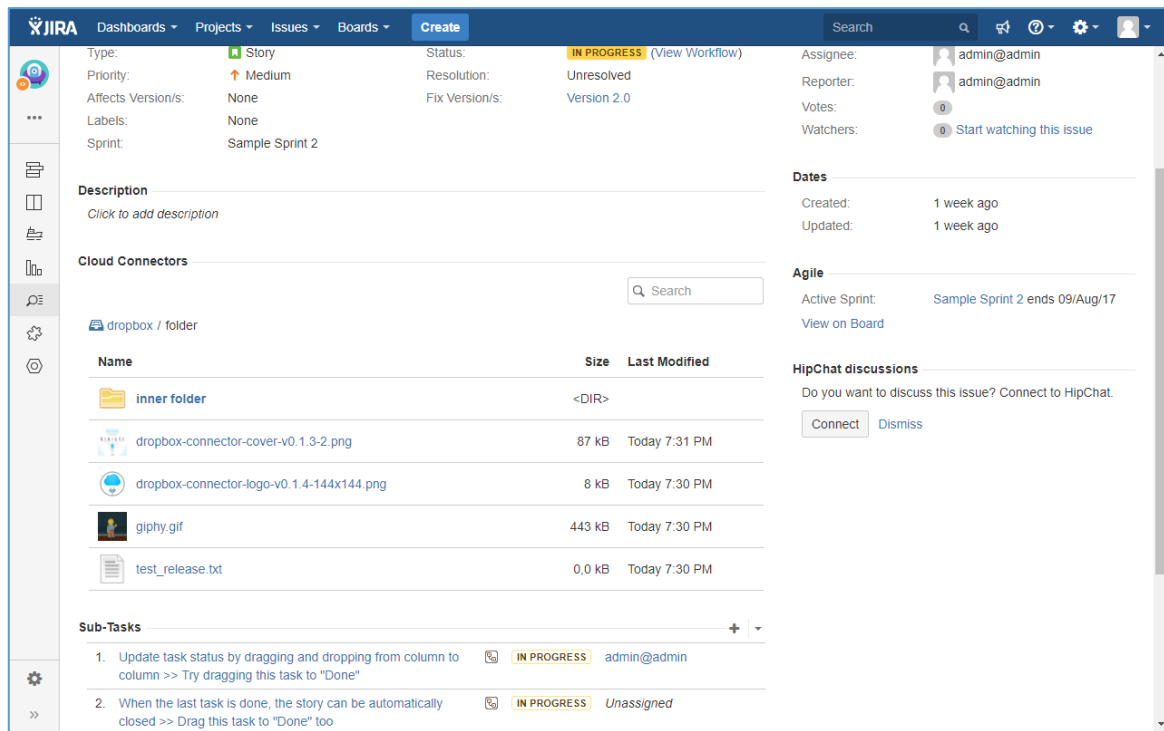 JIRA Dashboards Projects Issues Boards Create Search
Type: Story Status: IN PROGRESS (View Workflow)
Priority: Medium Resolution: Unresolved
Affects Version/s: None Fix Version/s: Version 2.0
Labels: None
Sprint: Sample Sprint 2
Description
Click to add description
Cloud Connectors
Search
dropbox / folder
Name Size Last Modified
inner folder <DIR>
dropbox-connector-cover-v0.1.3-2.png 87 kB Today 7:31 PM
dropbox-connector-logo-v0.1.4-144x144.png 8 kB Today 7:30 PM
giphy.gif 443 kB Today 7:30 PM
test_release.txt 0,0 kB Today 7:30 PM
Sub-Tasks
1. Update task status by dragging and dropping from column to IN PROGRESS admin@admin
column >> Try dragging this task to "Done"
2. When the last task is done, the story can be automatically IN PROGRESS Unassigned
closed >> Drag this task to "Done" too
Assignee: admin@admin
Reporter: admin@admin
Votes: 0
Watchers: 0 Start watching this issue
Dates
Created: 1 week ago
Updated: 1 week ago
Agile
Active Sprint: Sample Sprint 2 ends 09/Aug/17
View on Board
HipChat discussions
Do you want to discuss this issue? Connect to HipChat.
Connect Dismiss